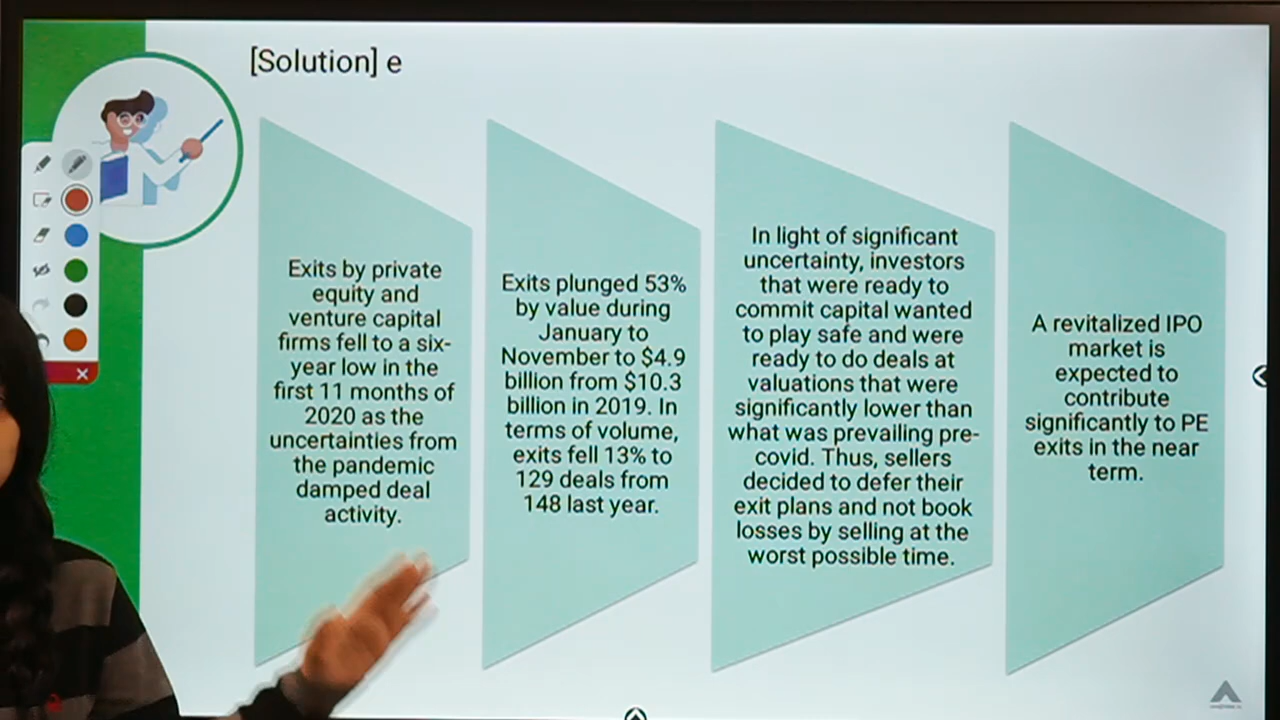 [Solution] e
Exits by private
equity and
venture capital
firms fell to a six-
year low in the
first 11 months of
2020 as the
uncertainties from
the pandemic
damped deal
activity.
Exits plunged 53%
by value during
January to
November to $4.9
billion from $10.3
billion in 2019. In
terms of volume,
exits fell 13% to
129 deals from
148 last year.
In light of significant
uncertainty, investors
that were ready to
commit capital wanted
to play safe and were
ready to do deals at
valuations that were
significantly lower than
what was prevailing pre-
covid. Thus, sellers
decided to defer their
exit plans and not book
losses by selling at the
worst possible time.
A revitalized IPO
market is
expected to
contribute
significantly to PE
exits in the near
term.